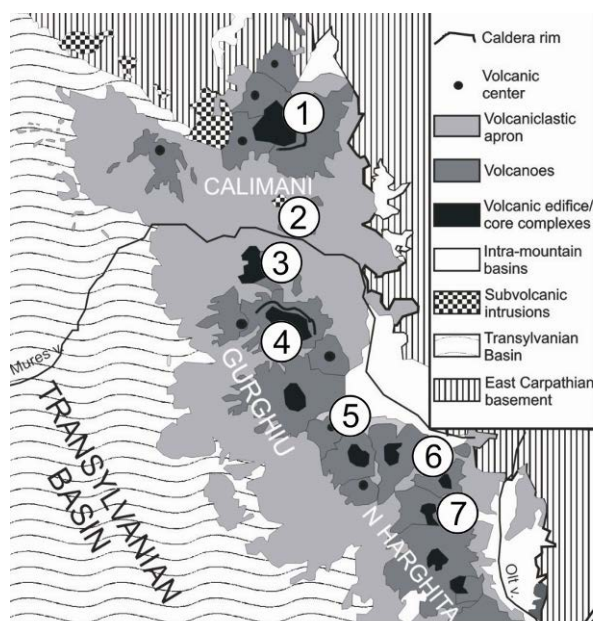 CALIMANI
GURGHIU
N HARGHITA
TRANSYLVANIAN
BASIN
Mures v.
Olt v.
1
2
3
4
5
6
7
Caldera rim
Volcanic
center
Volcaniclastic
apron
Volcanoes
Volcanic edifice/
core complexes
Intra-mountain
basins
Subvolcanic
intrusions
Transylvanian
Basin
East Carpathian
basement